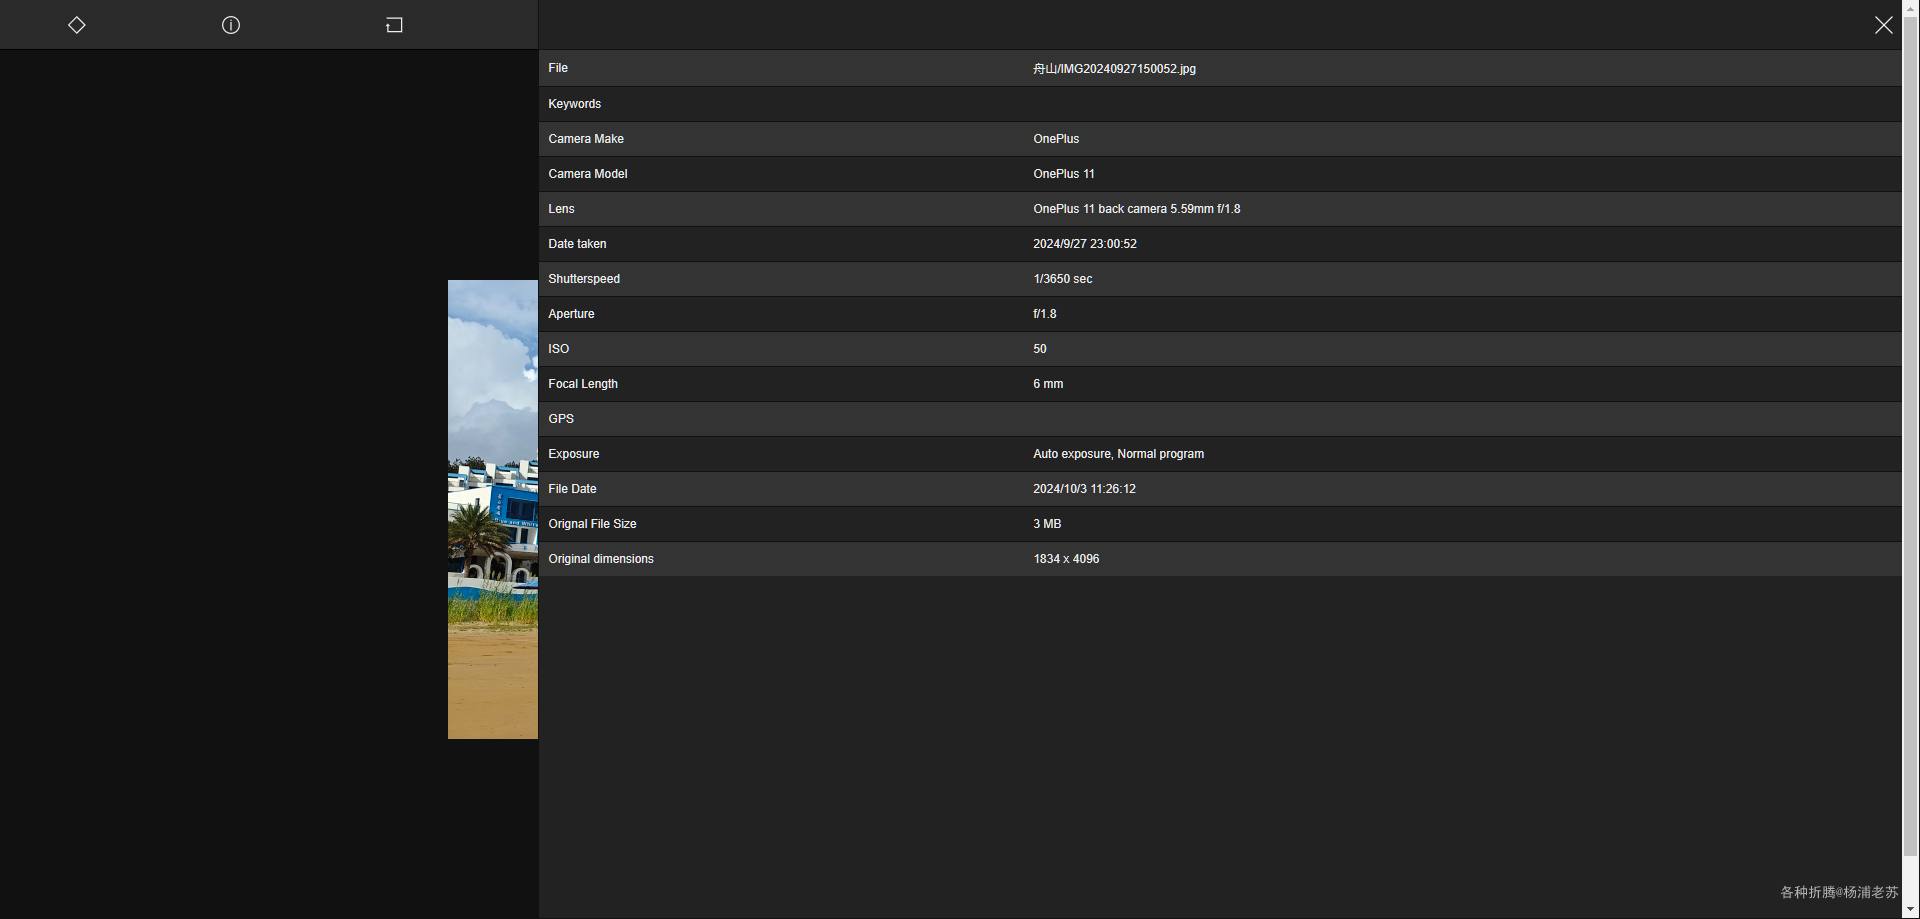 File 舟山/IMG20240927150052.jpg
Keywords
Camera Make OnePlus
Camera Model OnePlus 11
Lens OnePlus 11 back camera 5.59mm f/1.8
Date taken 2024/9/27 23:00:52
Shutterspeed 1/3650 sec
Aperture f/1.8
ISO 50
Focal Length 6 mm
GPS
Exposure Auto exposure, Normal program
File Date 2024/10/3 11:26:12
Orignal File Size 3 MB
Original dimensions 1834 x 4096
Blue and White
各种折腾@杨浦老苏